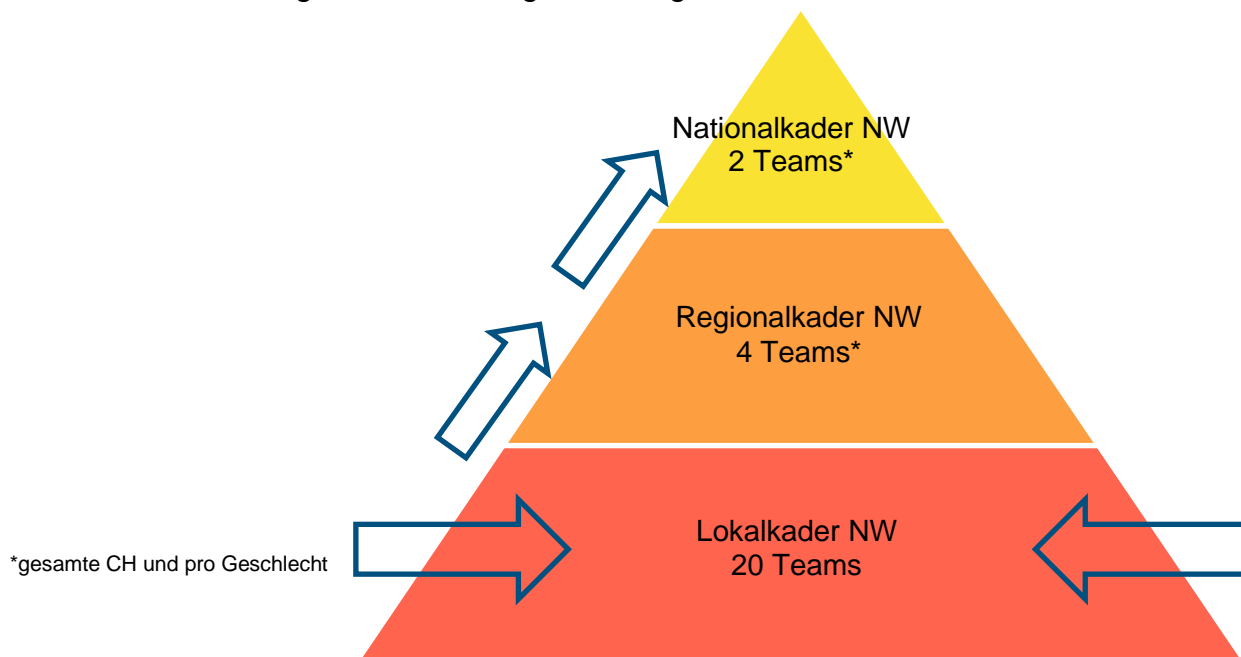 Nationalkader NW
2 Teams*
Regionalkader NW
4 Teams*
Lokalkader NW
20 Teams
*gesamte CH und pro Geschlecht